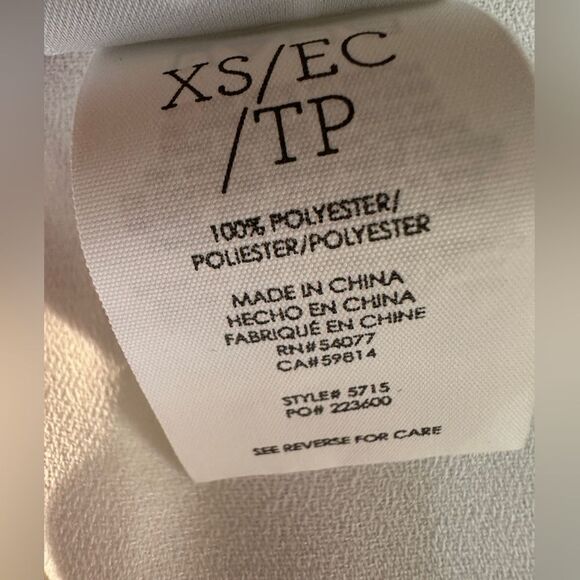 XS/EC
/TP
100% POLYESTER/
POLIESTER/POLYESTER
MADE IN CHINA
HECHO EN CHINA
FABRIQUÉ EN CHINE
RN#54077
CA#59814
STYLE# 5715
PO# 223600
SEE REVERSE FOR CARE